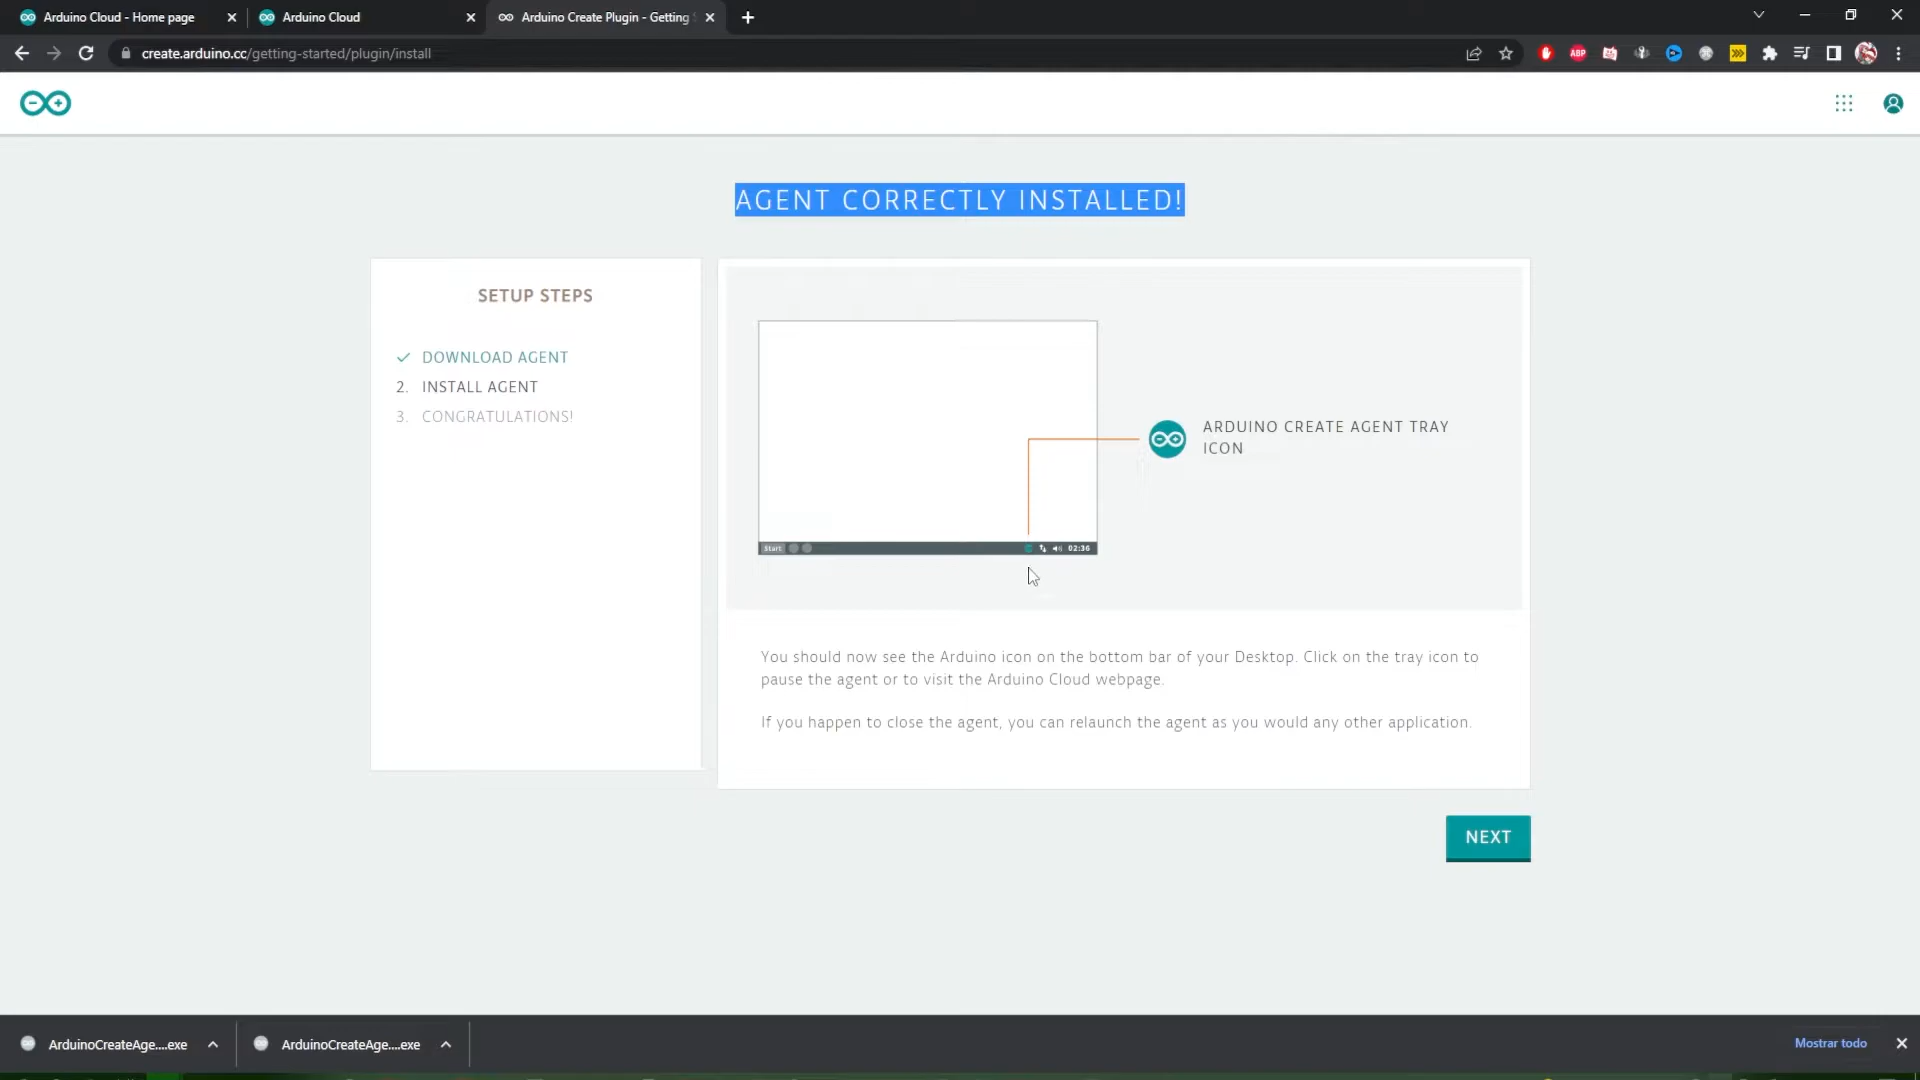 Arduino Cloud - Home page
Arduino Cloud
Arduino Create Plugin - Getting
create.arduino.cc/getting-started/plugin/install
ABP
AGENT CORRECTLY INSTALLED!
SETUP STEPS
DOWNLOAD AGENT
2. INSTALL AGENT
3. CONGRATULATIONS!
ARDUINO CREATE AGENT TRAY
ICON
Start
02:36
You should now see the Arduino icon on the bottom bar of your Desktop. Click on the tray icon to
pause the agent or to visit the Arduino Cloud webpage.
If you happen to close the agent, you can relaunch the agent as you would any other application.
NEXT
ArduinoCreateAge....exe
ArduinoCreateAge....exe
Mostrar todo